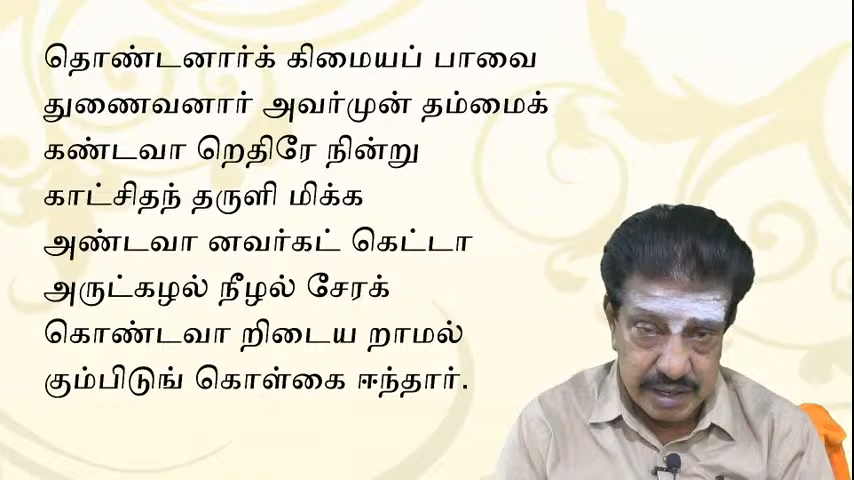 தொண்டனார்க் கிமையப் பாவை
துணைவனார் அவர்முன் தம்மைக்
கண்டவா றெதிரே நின்று
காட்சிதந் தருளி மிக்க
அண்டவா னவர்கட் கெட்டா
அருட்கழல் நீழல் சேரக்
கொண்டவா றிடைய றாமல்
கும்பிடுங் கொள்கை ஈந்தார்.